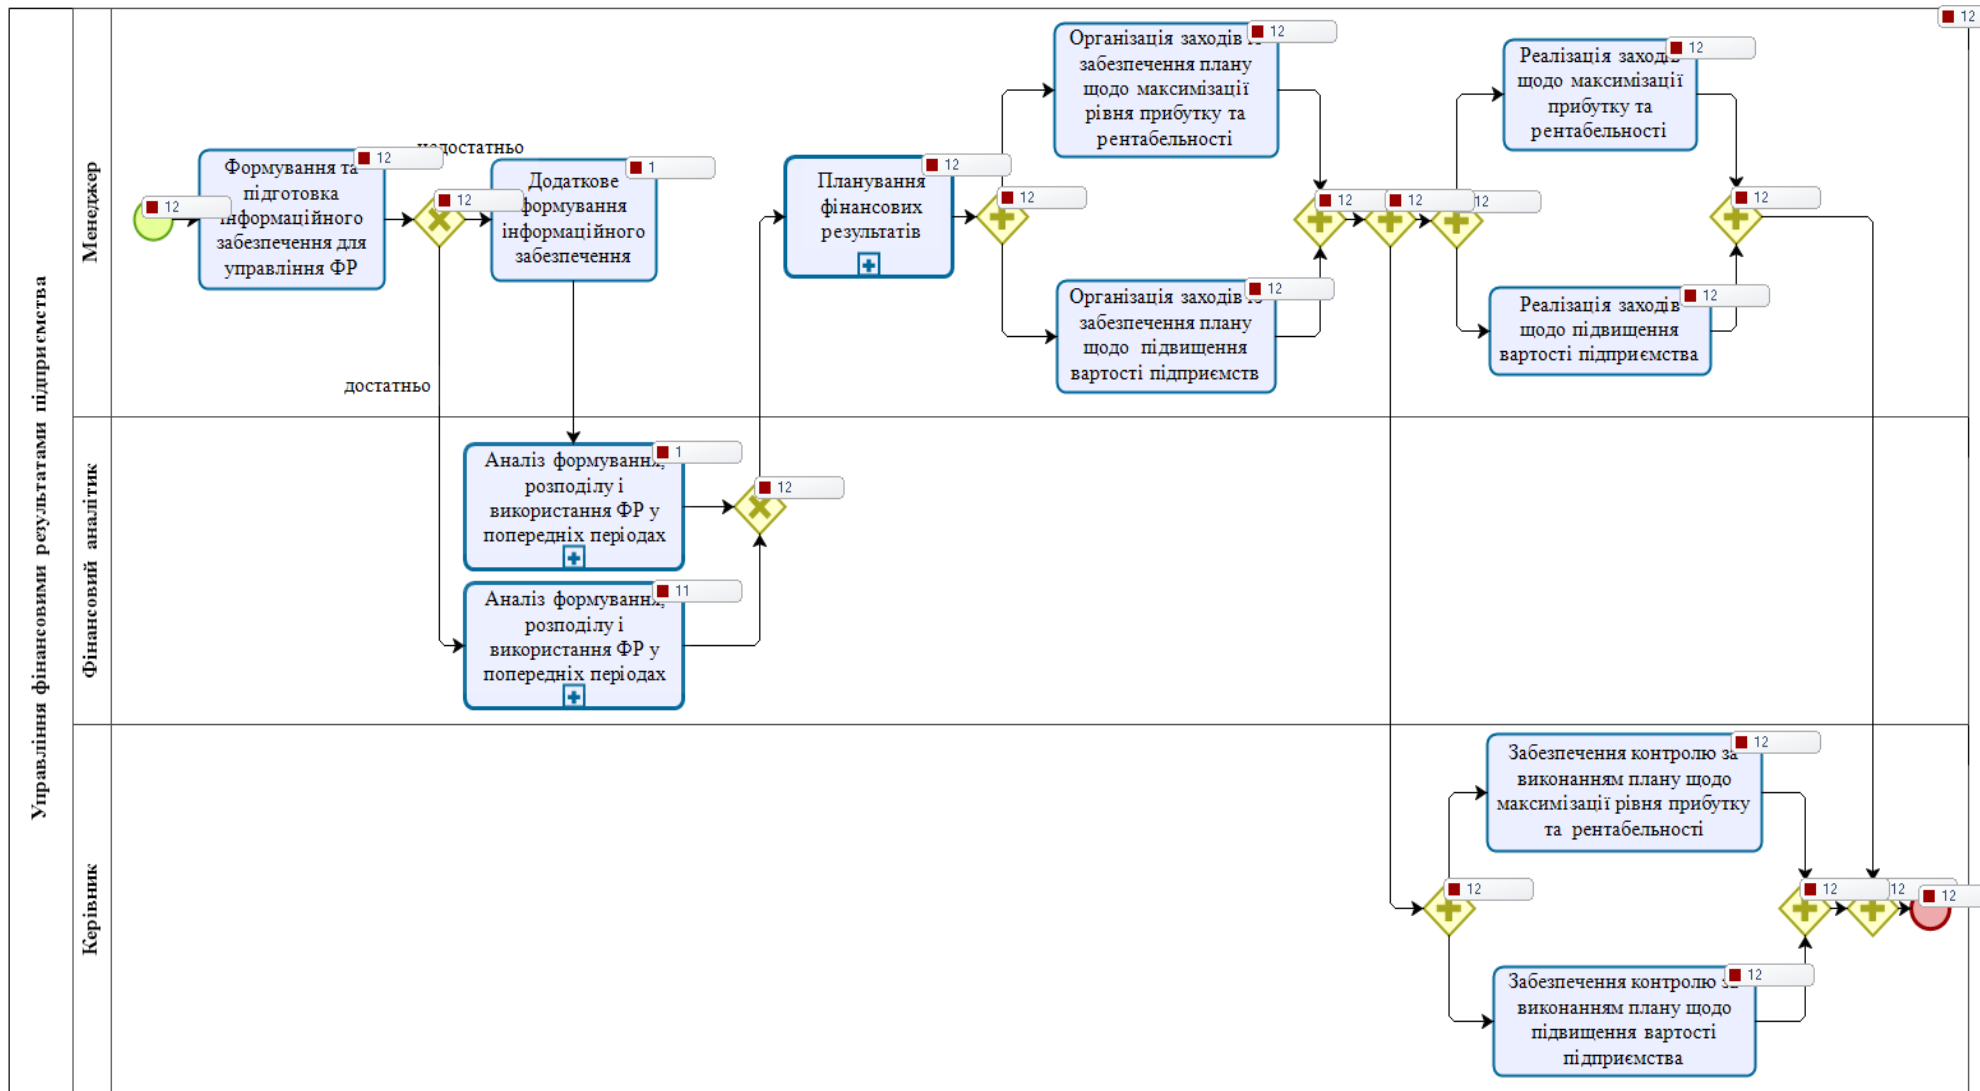 Управління фінансовими результатами підприємства
Менеджер
12
12
Формування та
12
підготовка
інформаційного
забезпечення для
управління ФР
недостатньо
12
достатньо
Додаткове
1
формування
інформаційного
забезпечення
Планування
12
фінансових
результатів
12
Організація заходів
12
забезпечення плану
щодо максимізації
рівня прибутку та
рентабельності
Організація заходів
12
забезпечення плану
щодо підвищення
вартості підприємств
12
12
12
Реалізація заходів
12
щодо максимізації
прибутку та
рентабельності
Реалізація заходів
12
щодо підвищення
вартості підприємства
12
Фінансовий аналітик
Аналіз формування,
1
розподілу і
використання ФР у
попередніх періодах
12
Аналіз формування,
11
розподілу і
використання ФР у
попередніх періодах
Керівник
Забезпечення контролю за
12
виконанням плану щодо
максимізації рівня прибутку
та рентабельності
12
12
12
12
Забезпечення контролю за
12
виконанням плану щодо
підвищення вартості
підприємства